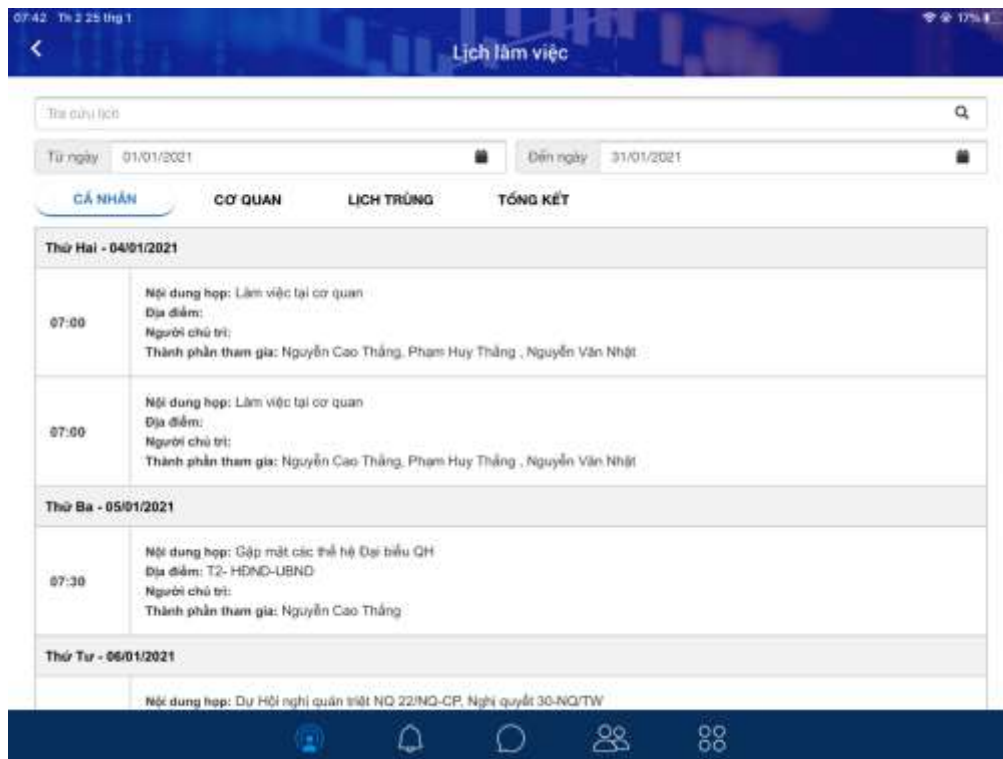 07:42 Th 2 25 thg 1
17%
Lịch làm việc
Tra cứu lịch
Từ ngày 01/01/2021 Đến ngày 31/01/2021
CÁ NHÂN CƠ QUAN LỊCH TRÙNG TỔNG KẾT
Thứ Hai - 04/01/2021
07:00
Nội dung họp: Làm việc tại cơ quan
Địa điểm:
Người chủ trì:
Thành phần tham gia: Nguyễn Cao Thắng, Phạm Huy Thắng , Nguyễn Văn Nhật
07:00
Nội dung họp: Làm việc tại cơ quan
Địa điểm:
Người chủ trì:
Thành phần tham gia: Nguyễn Cao Thắng, Phạm Huy Thắng , Nguyễn Văn Nhật
Thứ Ba - 05/01/2021
07:30
Nội dung họp: Gặp mặt các thế hệ Đại biểu QH
Địa điểm: T2- HĐND-UBND
Người chủ trì:
Thành phần tham gia: Nguyễn Cao Thắng
Thứ Tư - 06/01/2021
Nội dung họp: Dự Hội nghị quán triệt NQ 22/NQ-CP, Nghị quyết 30-NQ/TW